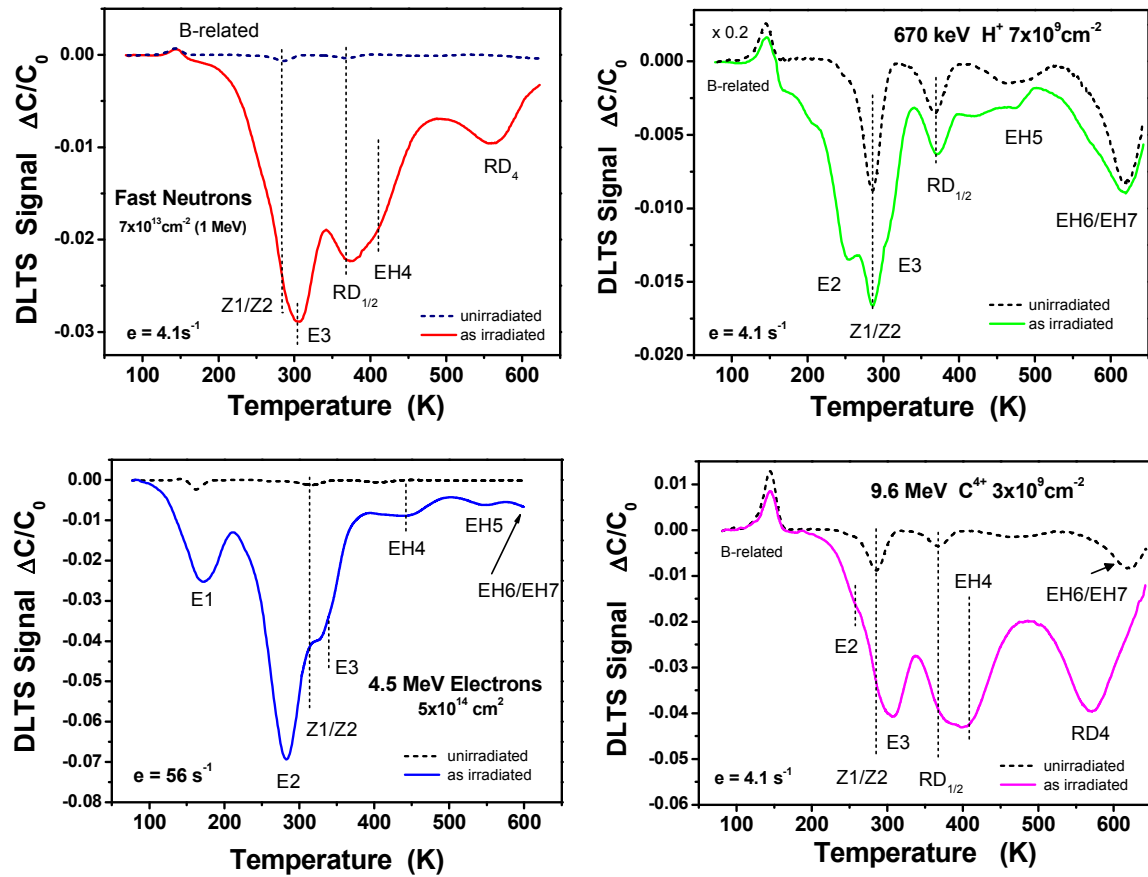 B-related
0.00
-0.01
-0.02
-0.03
DLTS Signal ΔC/C0
Fast Neutrons
7x10^13cm^-2 (1 MeV)
RD4
EH4
RD1/2
Z1/Z2
E3
e = 4.1s^-1
unirradiated
as irradiated
100 200 300 400 500 600
Temperature (K)
x 0.2
670 keV H+ 7x10^9cm^-2
0.000
-0.005
-0.010
-0.015
-0.020
DLTS Signal ΔC/C0
B-related
EH5
RD1/2
EH6/EH7
E2
E3
Z1/Z2
e = 4.1 s^-1
unirradiated
as irradiated
100 200 300 400 500 600
Temperature (K)
0.00
-0.01
-0.02
-0.03
-0.04
-0.05
-0.06
-0.07
-0.08
DLTS Signal ΔC/C0
EH5
EH4
EH6/EH7
E1
E3
4.5 MeV Electrons
5x10^14 cm^2
Z1/Z2
E2
e = 56 s^-1
unirradiated
as irradiated
100 200 300 400 500 600
Temperature (K)
9.6 MeV C4+ 3x10^9cm^-2
0.01
0.00
-0.01
-0.02
-0.03
-0.04
-0.05
-0.06
DLTS Signal ΔC/C0
B-related
EH4
EH6/EH7
E2
E3
RD4
Z1/Z2
RD1/2
e = 4.1 s^-1
unirradiated
as irradiated
100 200 300 400 500 600
Temperature (K)